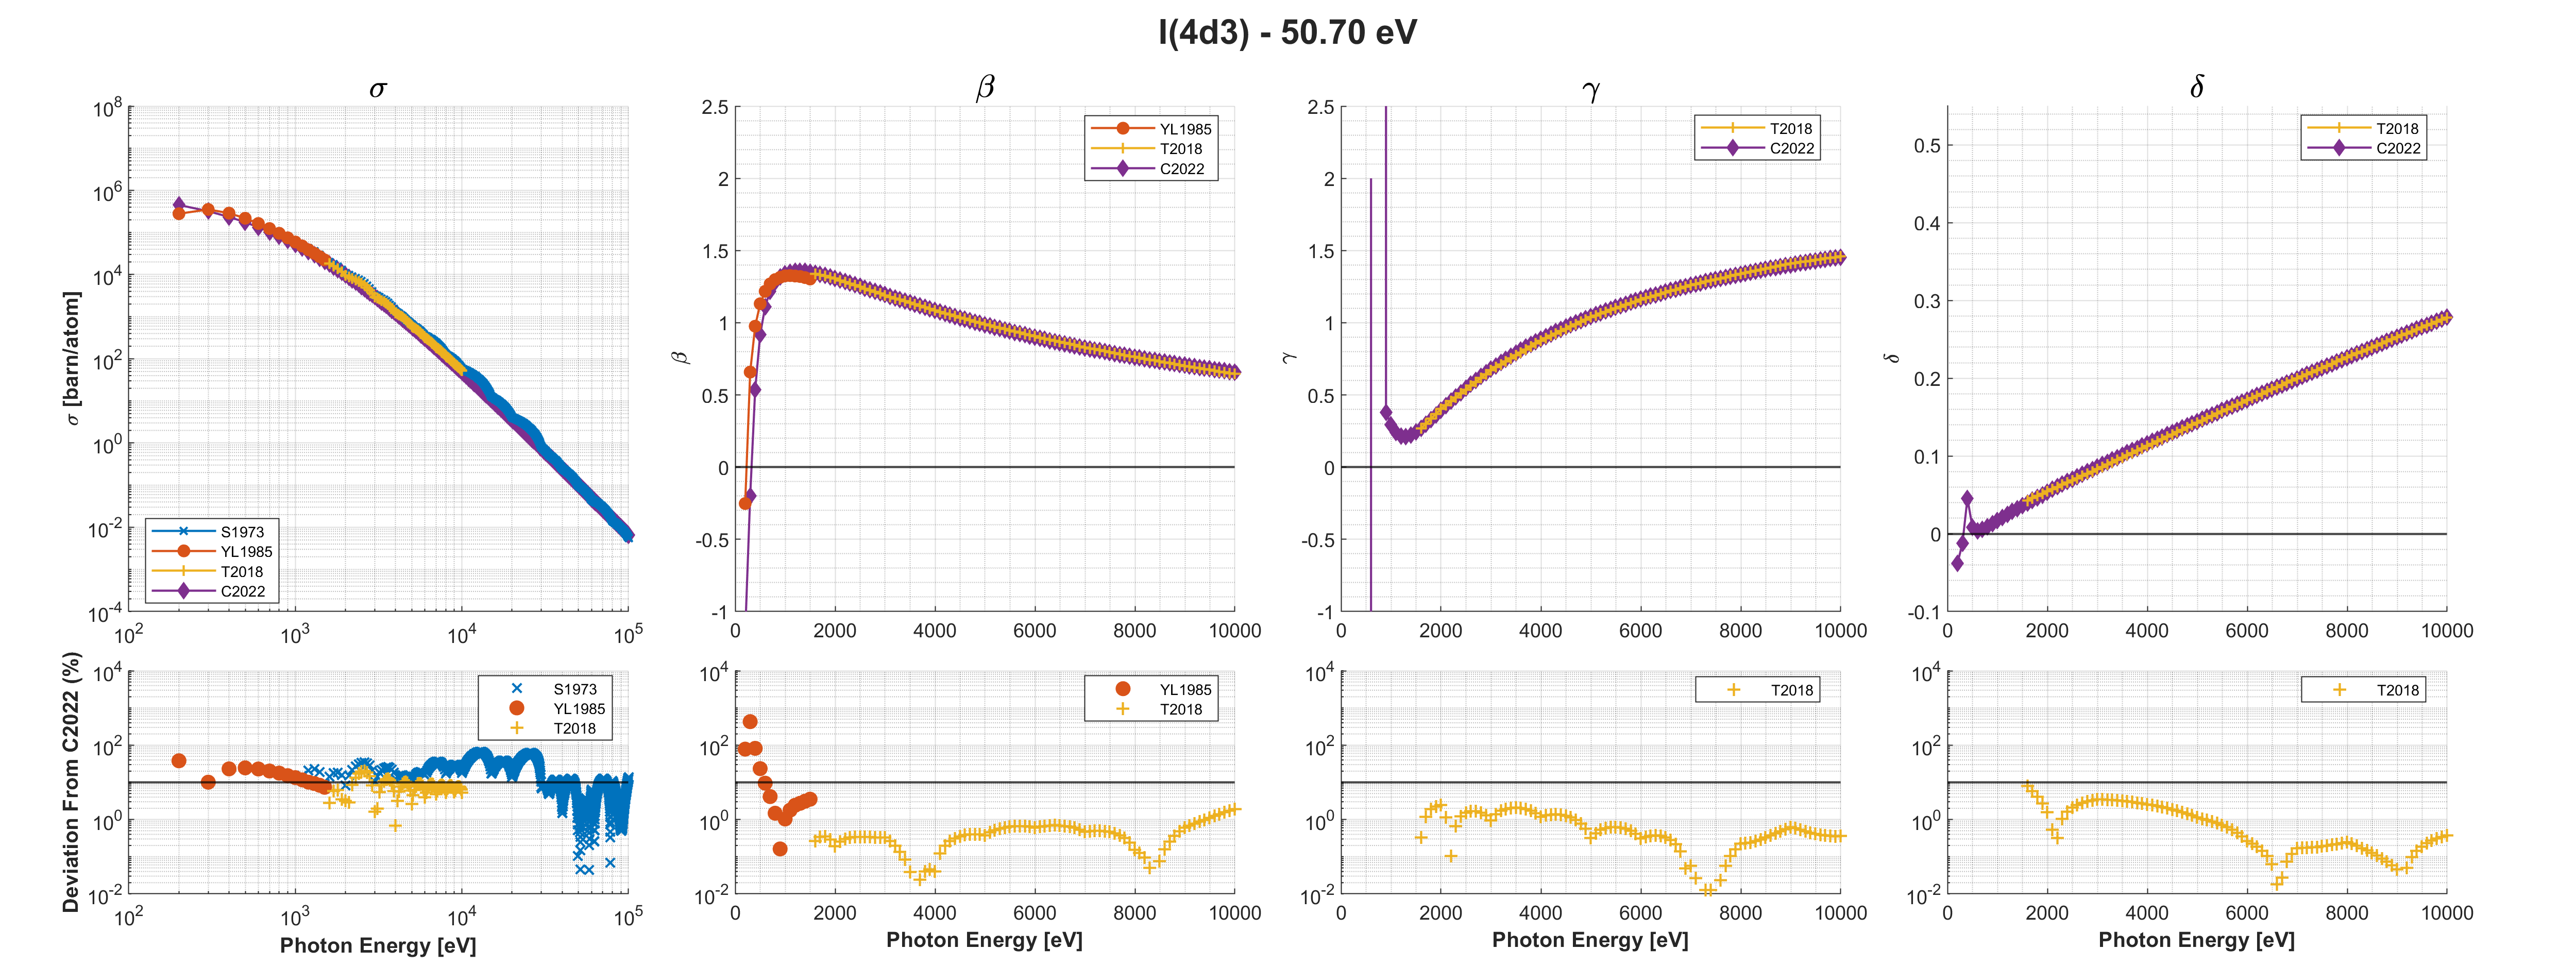 I(4d3) - 50.70 eV
σ
10^8
10^6
10^4
10^2
10^0
10^-2
10^-4
10^2
10^3
10^4
10^5
σ [barn/atom]
S1973
YL1985
T2018
C2022
β
2.5
2
1.5
1
0.5
0
-0.5
-1
0
2000
4000
6000
8000
10000
β
YL1985
T2018
C2022
γ
2.5
2
1.5
1
0.5
0
-0.5
-1
0
2000
4000
6000
8000
10000
γ
T2018
C2022
δ
0.5
0.4
0.3
0.2
0.1
0
-0.1
0
2000
4000
6000
8000
10000
δ
T2018
C2022
Deviation From C2022 (%)
10^4
10^2
10^0
10^-2
10^2
10^3
10^4
10^5
Photon Energy [eV]
S1973
YL1985
T2018
10^4
10^2
10^0
10^-2
0
2000
4000
6000
8000
10000
Photon Energy [eV]
YL1985
T2018
10^4
10^2
10^0
10^-2
0
2000
4000
6000
8000
10000
Photon Energy [eV]
T2018
10^4
10^2
10^0
10^-2
0
2000
4000
6000
8000
10000
Photon Energy [eV]
T2018